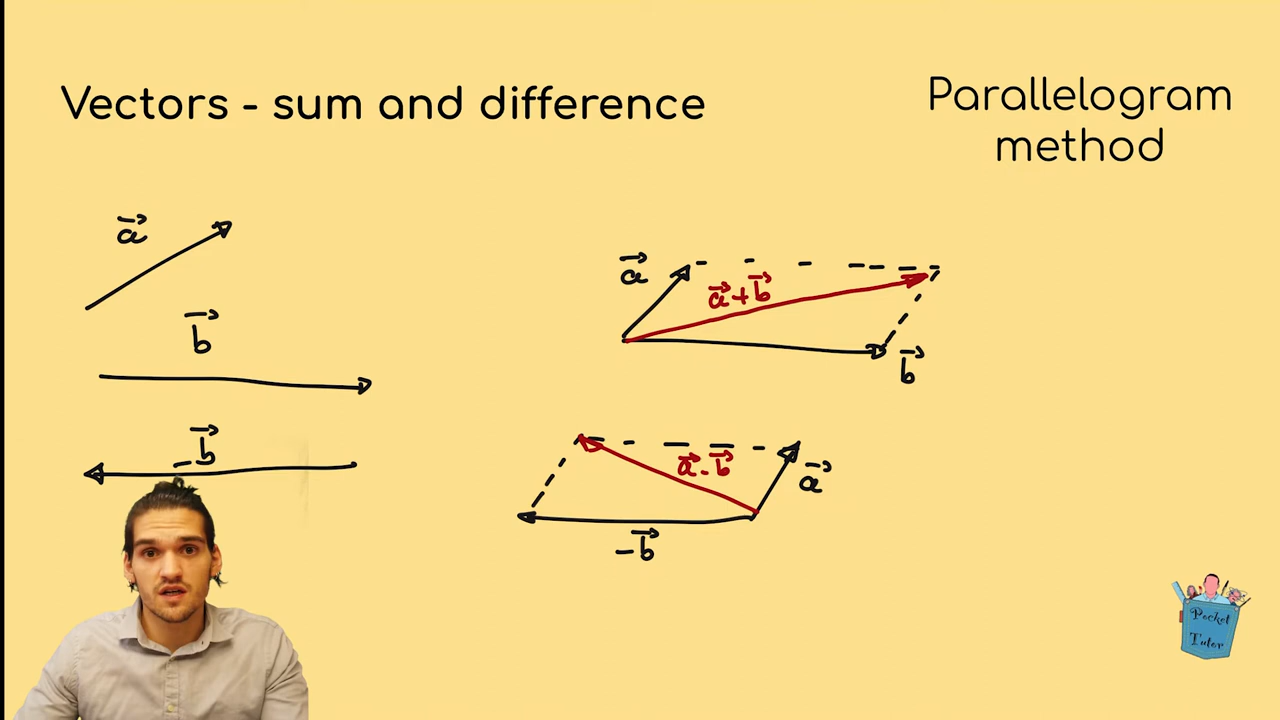 Vectors - sum and difference
Parallelogram
method
a⃗
b⃗
-b⃗
a⃗
a⃗+b⃗
b⃗
a⃗-b⃗
a⃗
-b⃗
Pocket
Tutor